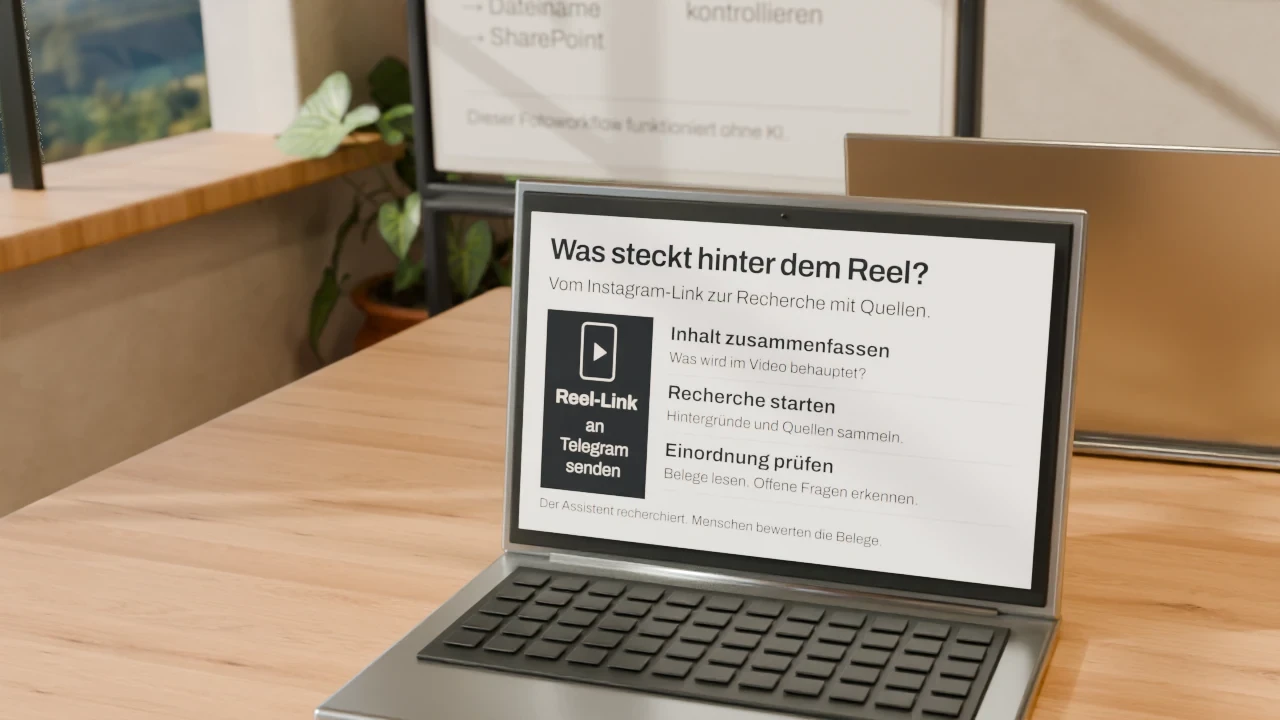 → Dateiname
→ SharePoint
kontrollieren
Dieser Fotoworkflow funktioniert ohne KI.
Was steckt hinter dem Reel?
Vom Instagram-Link zur Recherche mit Quellen.
Reel-Link
an
Telegram
senden
Inhalt zusammenfassen
Was wird im Video behauptet?
Recherche starten
Hintergründe und Quellen sammeln.
Einordnung prüfen
Belege lesen. Offene Fragen erkennen.
Der Assistent recherchiert. Menschen bewerten die Belege.